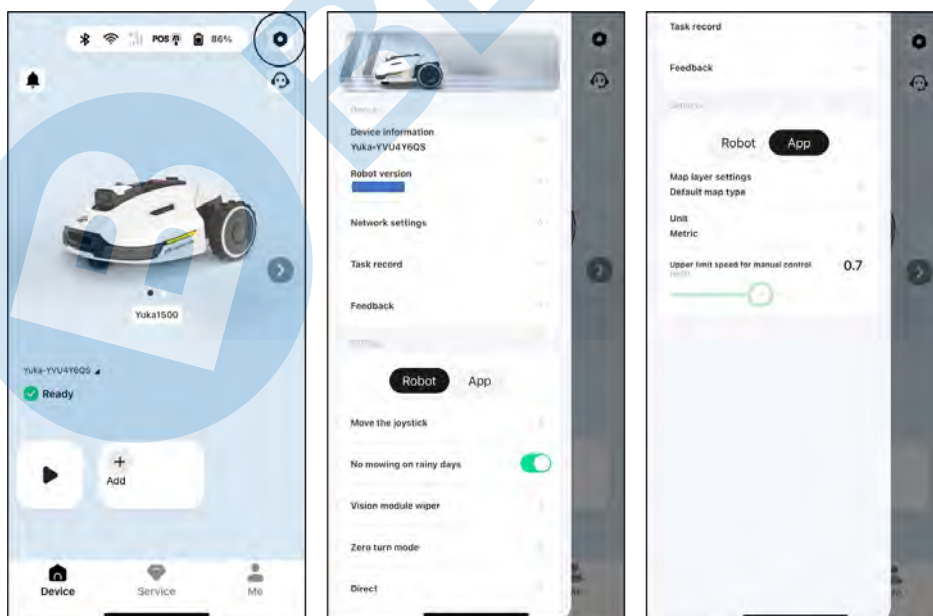 POS 86%
Yuka1500
Yuka-YVU4Y6QS
Ready
Add
Device
Service
Me
Device
Device information
Yuka-YVU4Y6QS
Robot version
Network settings
Task record
Feedback
Settings
Robot App
Move the joystick
No mowing on rainy days
Vision module wiper
Zero turn mode
Direct
Task record
Feedback
Settings
Robot App
Map layer settings
Default map type
Unit
Metric
Upper limit speed for manual control 0.7